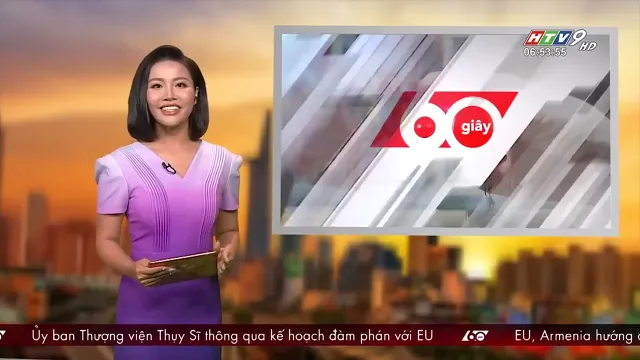 HTV9 HD
06:53:55
60 giây
Ủy ban Thượng viện Thụy Sĩ thông qua kế hoạch đàm phán với EU 60 EU, Armenia hướng